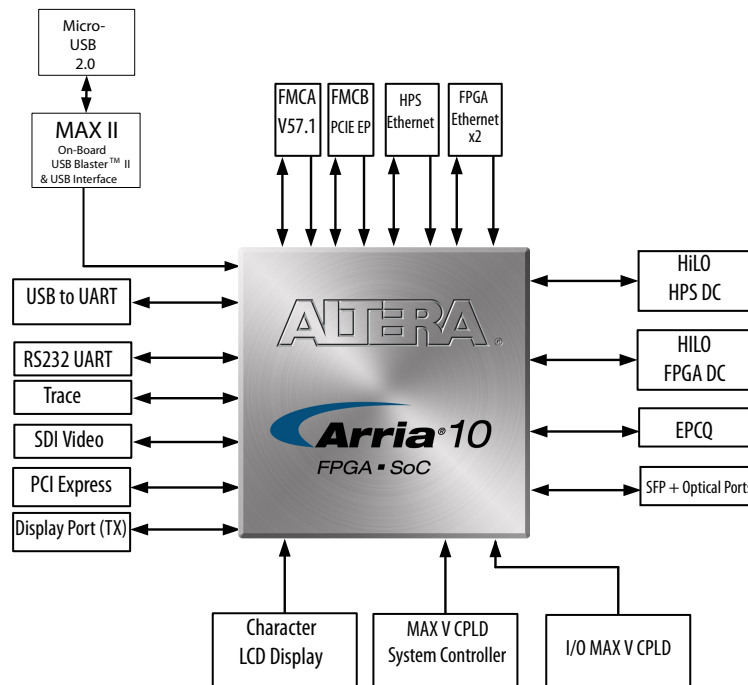 Micro-
USB
2.0
MAX II
On-Board
USB Blaster™ II
& USB Interface
FMCA
V57.1
FMCB
PCIE EP
HPS
Ethernet
FPGA
Ethernet
x2
USB to UART
RS232 UART
Trace
SDI Video
PCI Express
Display Port (TX)
ALTERA®
Arria® 10
FPGA ▪ SoC
HiLO
HPS DC
HILO
FPGA DC
EPCQ
SFP + Optical Ports
Character
LCD Display
MAX V CPLD
System Controller
I/O MAX V CPLD